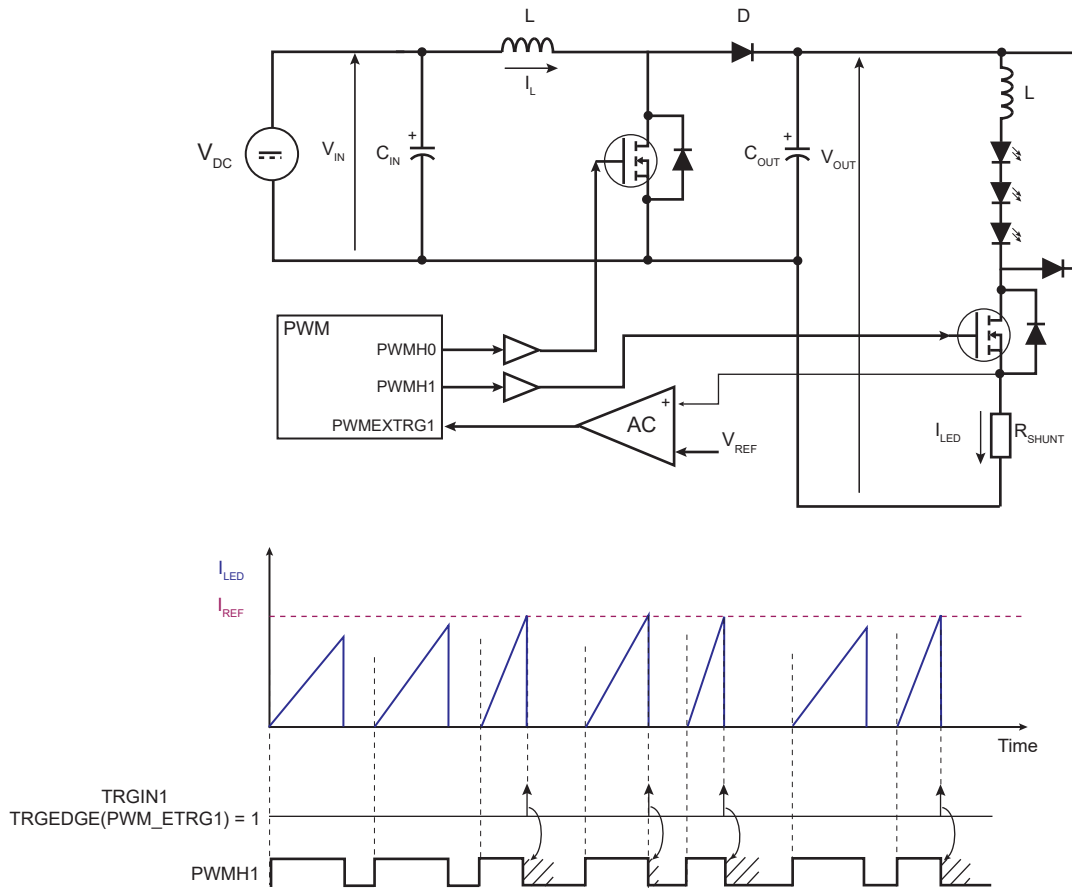 L
D
I_L
L
V_DC
V_IN
+
C_IN
+
C_OUT
V_OUT
PWM
PWMH0
PWMH1
PWMEXTRG1
+
AC
V_REF
I_LED
R_SHUNT
I_LED
I_REF
Time
TRGIN1
TRGEDGE(PWM_ETRG1) = 1
PWMH1